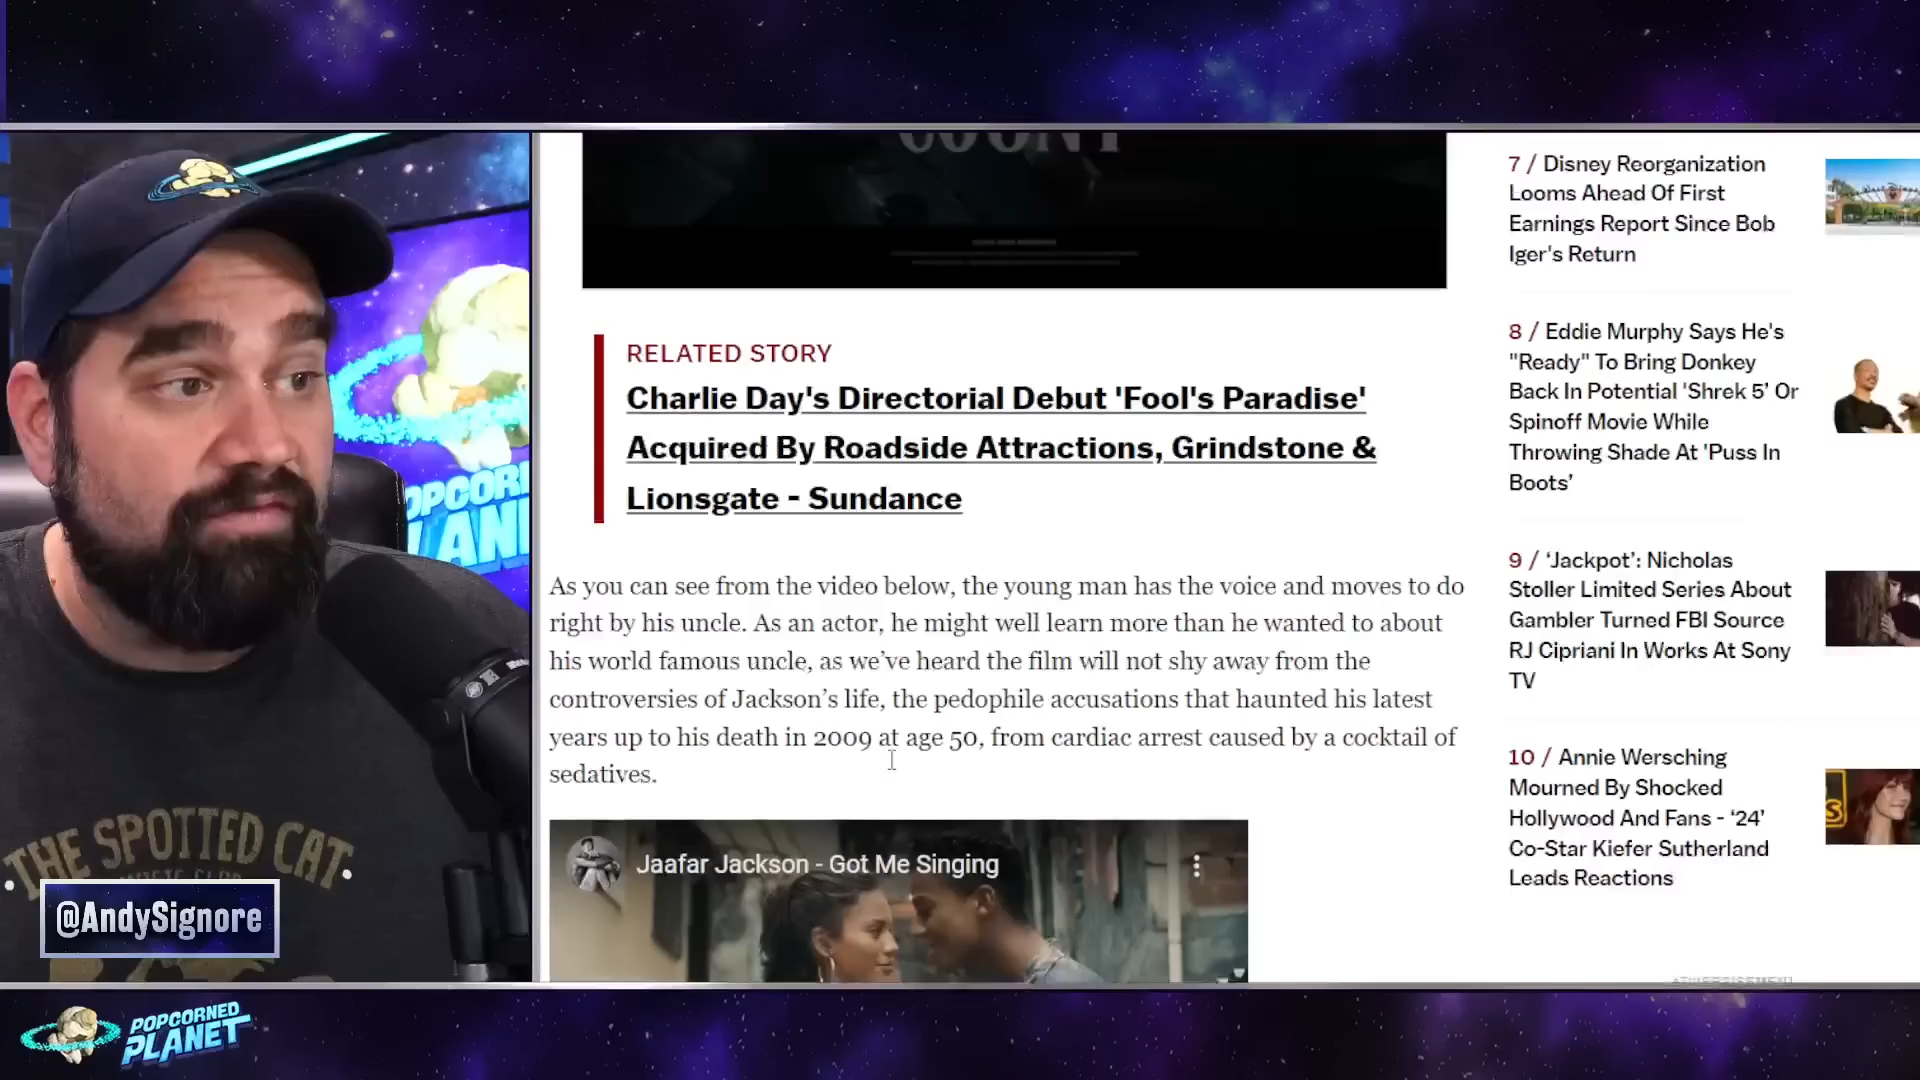 COUNT
RELATED STORY
Charlie Day's Directorial Debut 'Fool's Paradise'
Acquired By Roadside Attractions, Grindstone &
Lionsgate - Sundance
As you can see from the video below, the young man has the voice and moves to do
right by his uncle. As an actor, he might well learn more than he wanted to about
his world famous uncle, as we’ve heard the film will not shy away from the
controversies of Jackson’s life, the pedophile accusations that haunted his latest
years up to his death in 2009 at age 50, from cardiac arrest caused by a cocktail of
sedatives.
Jaafar Jackson - Got Me Singing
7 / Disney Reorganization
Looms Ahead Of First
Earnings Report Since Bob
Iger's Return
8 / Eddie Murphy Says He's
"Ready" To Bring Donkey
Back In Potential 'Shrek 5’ Or
Spinoff Movie While
Throwing Shade At 'Puss In
Boots’
9 / ‘Jackpot’: Nicholas
Stoller Limited Series About
Gambler Turned FBI Source
RJ Cipriani In Works At Sony
TV
10 / Annie Wersching
Mourned By Shocked
Hollywood And Fans - ‘24’
Co-Star Kiefer Sutherland
Leads Reactions
ADVERTISEMENT
OPCORN
LAN
THE SPOTTED CAT
MUSIC CLUB
@AndySignore
POPCORNED
PLANET